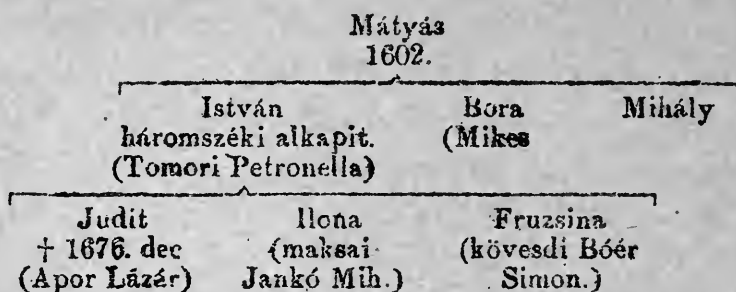 Mátyás
1602.
István Bora Mihály
háromszéki alkapit. (Mikes
(Tomori Petronella)
Judit Ilona Fruzsina
† 1676. dec (maksai (kövesdi Bóér
(Apor Lázár) Jankó Mih.) Simon.)